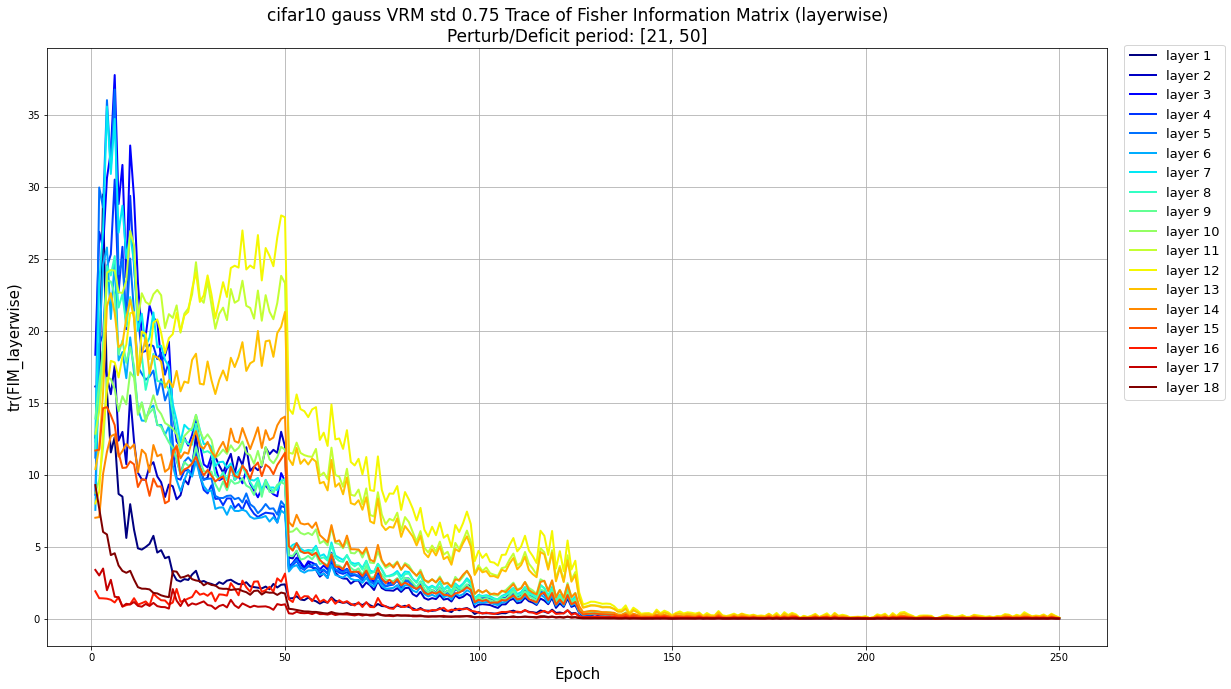 cifar10 gauss VRM std 0.75 Trace of Fisher Information Matrix (layerwise)
Perturb/Deficit period: [21, 50]
tr(FIM_layerwise)
35
30
25
20
15
10
5
0
0 50 100 150 200 250
Epoch
layer 1
layer 2
layer 3
layer 4
layer 5
layer 6
layer 7
layer 8
layer 9
layer 10
layer 11
layer 12
layer 13
layer 14
layer 15
layer 16
layer 17
layer 18